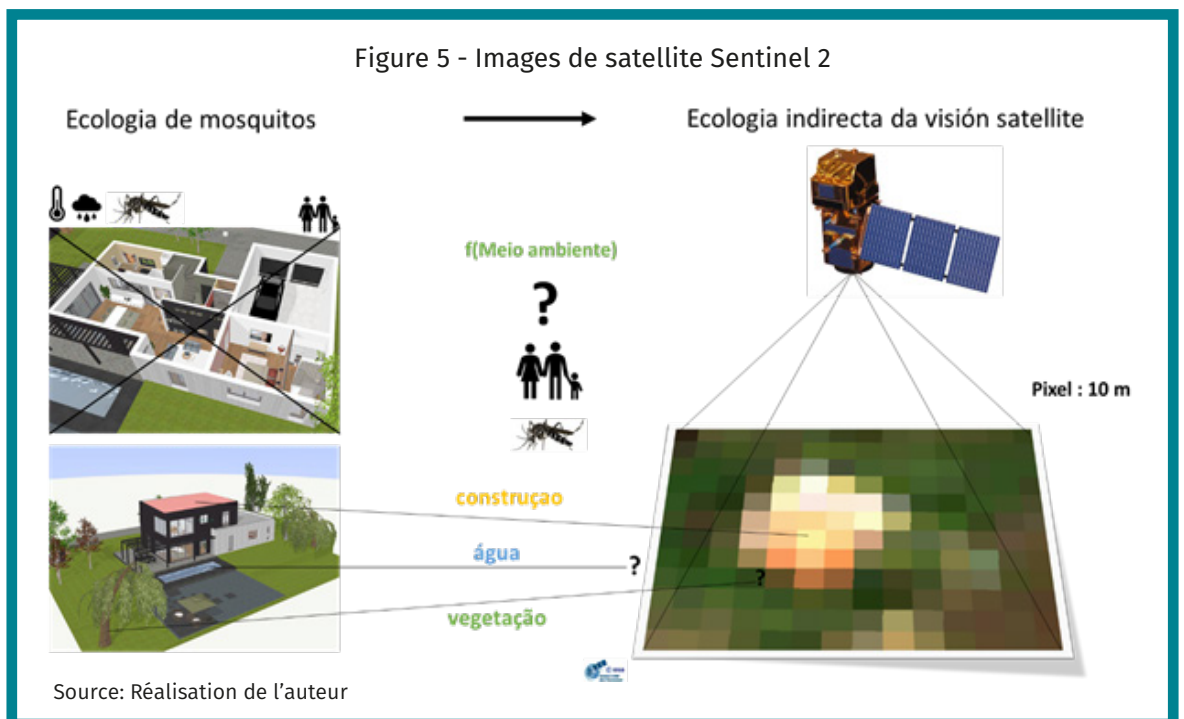 Figure 5 - Images de satellite Sentinel 2
Ecologia de mosquitos
Ecologia indirecta da visión satellite
f(Meio ambiente)
?
Pixel : 10 m
construçao
água
?
?
vegetação
Source: Réalisation de l'auteur